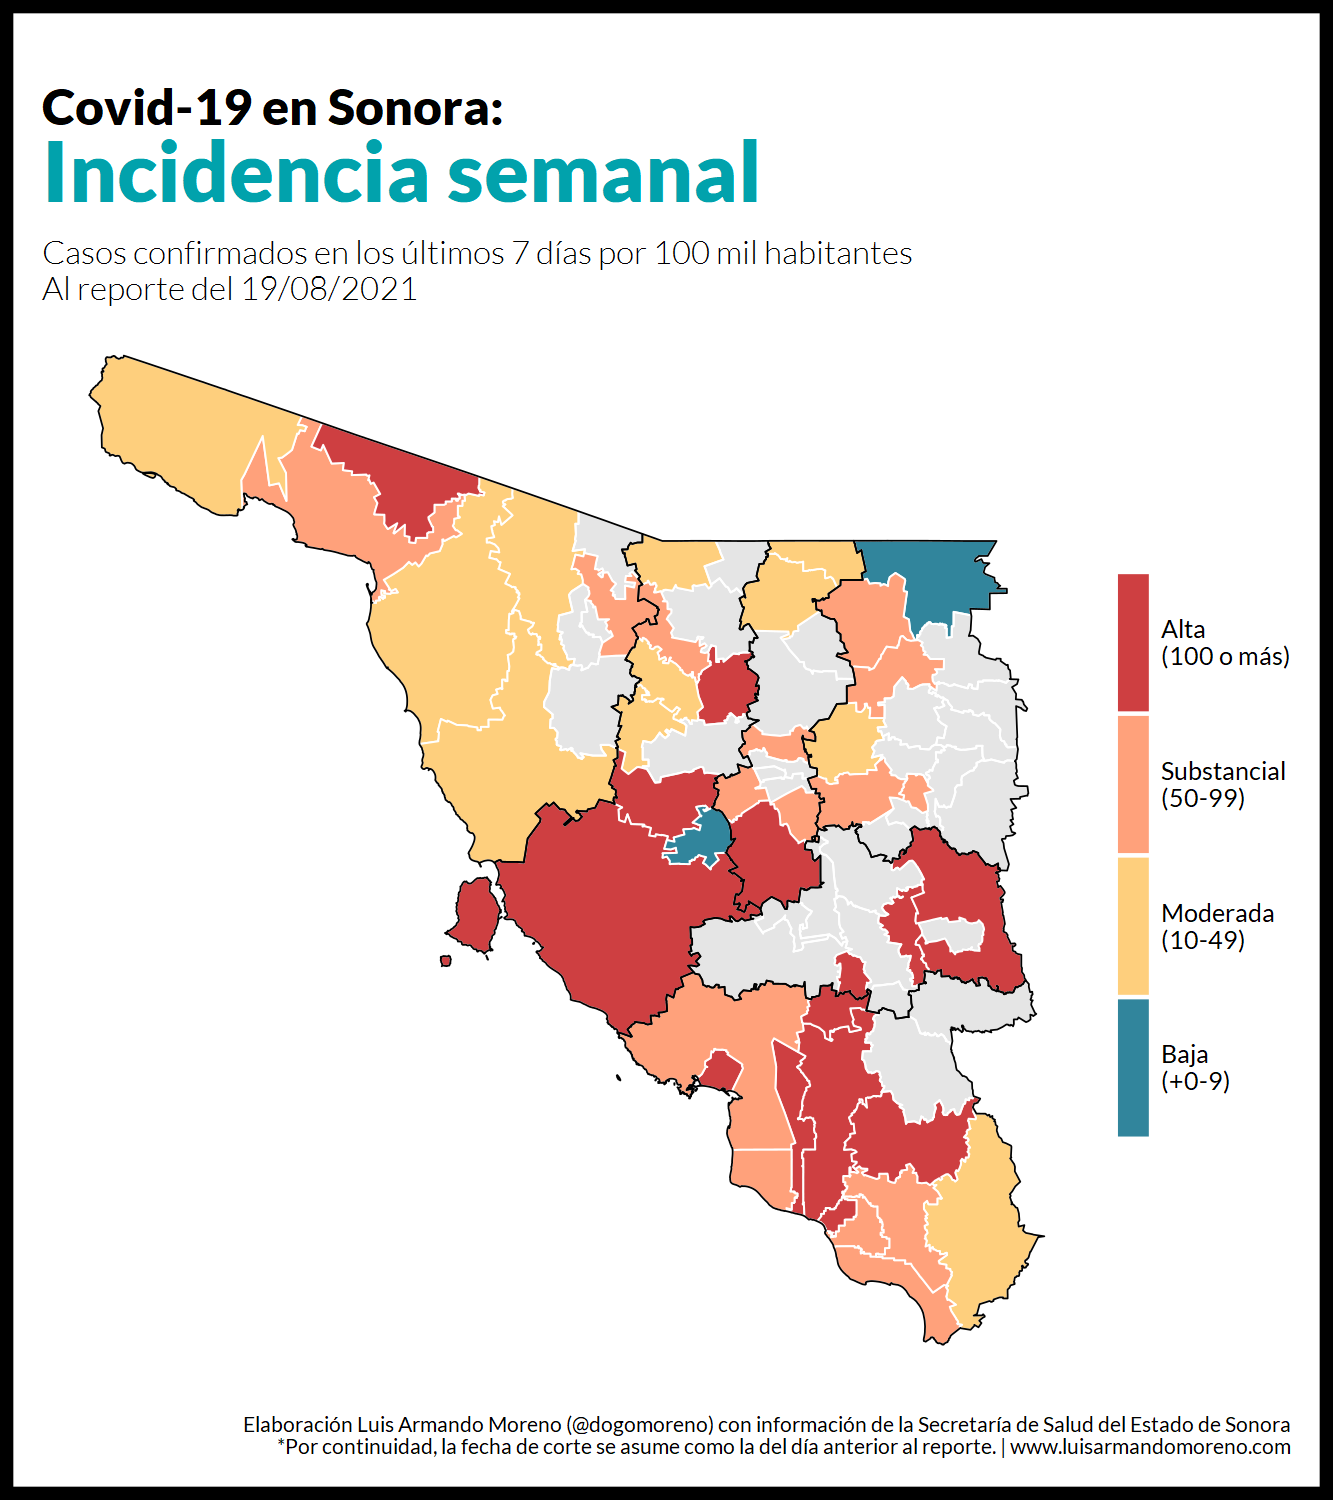 Covid-19 en Sonora:
Incidencia semanal
Casos confirmados en los últimos 7 días por 100 mil habitantes
Al reporte del 19/08/2021
Alta
(100 o más)
Substancial
(50-99)
Moderada
(10-49)
Baja
(+0-9)
Elaboración Luis Armando Moreno (@dogomoreno) con información de la Secretaría de Salud del Estado de Sonora
*Por continuidad, la fecha de corte se asume como la del día anterior al reporte. | www.luisarmandomoreno.com